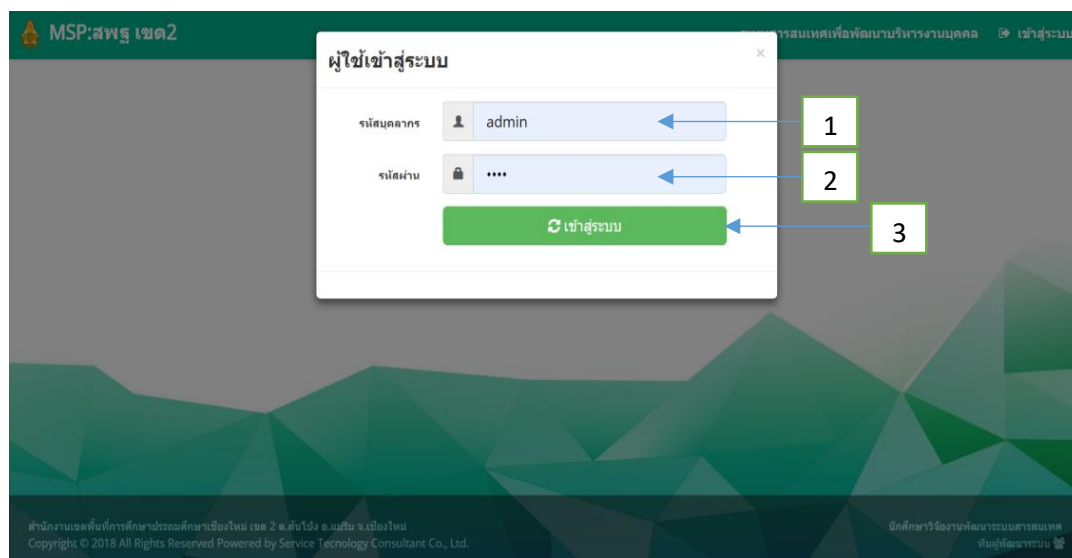 MSP:สพฐ เขต2
รสนเทศเพื่อพัฒนาบริหารงานบุคคล เข้าสู่ระบบ
ผู้ใช้เข้าสู่ระบบ ×
รหัสบุคลากร admin 1
รหัสผ่าน •••• 2
เข้าสู่ระบบ 3
สำนักงานเขตพื้นที่การศึกษาประถมศึกษาเชียงใหม่ เขต 2 ต.สันโป่ง อ.แม่ริม จ.เชียงใหม่ นักศึกษาวิจัยงานพัฒนาระบบสารสนเทศ
Copyright © 2018 All Rights Reserved Powered by Service Tecnology Consultant Co., Ltd. ทีมผู้พัฒนาระบบ